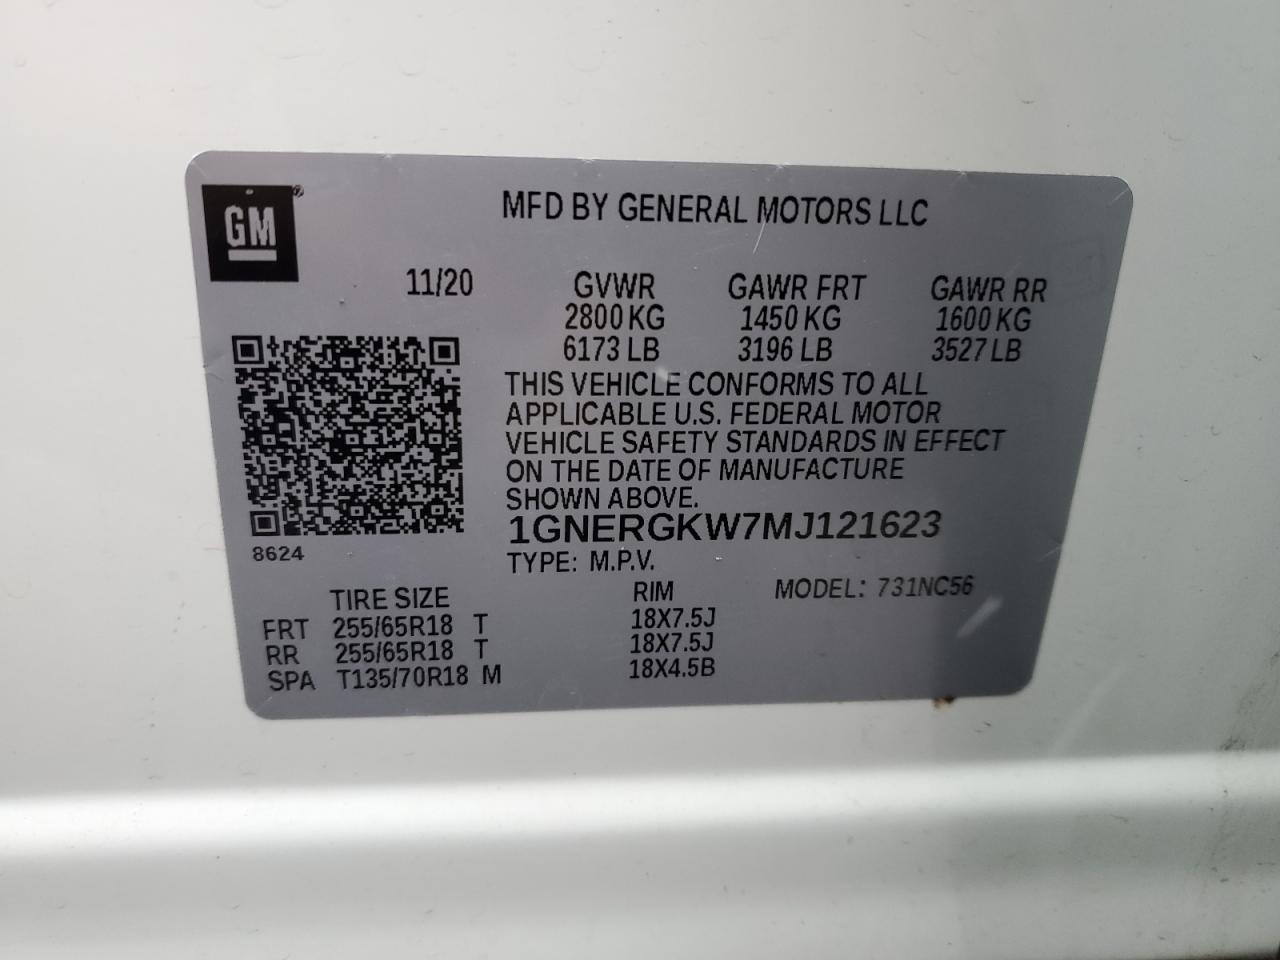 GM
MFD BY GENERAL MOTORS LLC
11/20 GVWR GAWR FRT GAWR RR
2800 KG 1450 KG 1600 KG
6173 LB 3196 LB 3527 LB
THIS VEHICLE CONFORMS TO ALL
APPLICABLE U.S. FEDERAL MOTOR
VEHICLE SAFETY STANDARDS IN EFFECT
ON THE DATE OF MANUFACTURE
SHOWN ABOVE.
1GNERGKW7MJ121623
8624
TYPE: M.P.V.
TIRE SIZE RIM MODEL: 731NC56
FRT 255/65R18 T 18X7.5J
RR 255/65R18 T 18X7.5J
SPA T135/70R18 M 18X4.5B